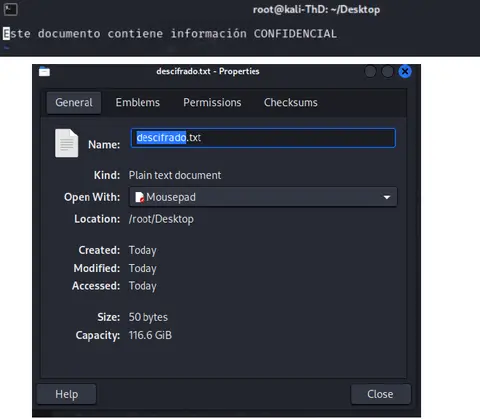 root@kali-ThD: ~/Desktop
Este documento contiene información CONFIDENCIAL
~
descifrado.txt - Properties
General Emblems Permissions Checksums
Name: descifrado.txt
Kind: Plain text document
Open With: Mousepad
Location: /root/Desktop
Created: Today
Modified: Today
Accessed: Today
Size: 50 bytes
Capacity: 116.6 GiB
Help Close